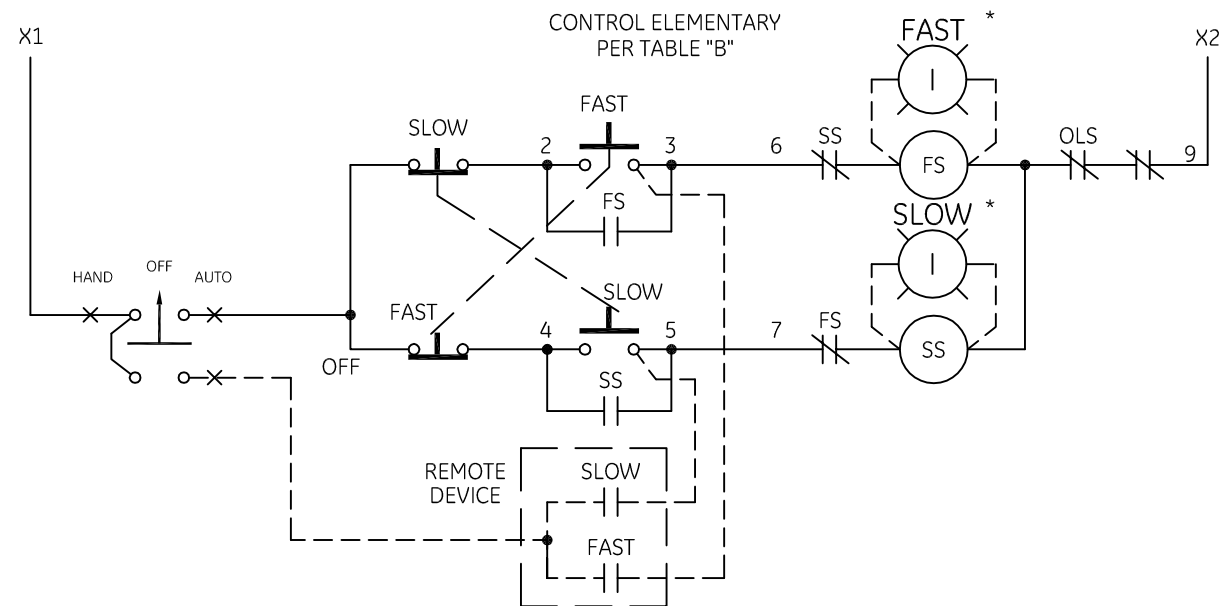 CONTROL ELEMENTARY
PER TABLE "B"
X1
X2
FAST *
I
SLOW
FAST
2
3
6
SS
FS
OLS
9
FS
SLOW *
I
HAND
OFF
AUTO
FAST
SLOW
OFF
4
5
7
FS
SS
SS
REMOTE
DEVICE
SLOW
FAST